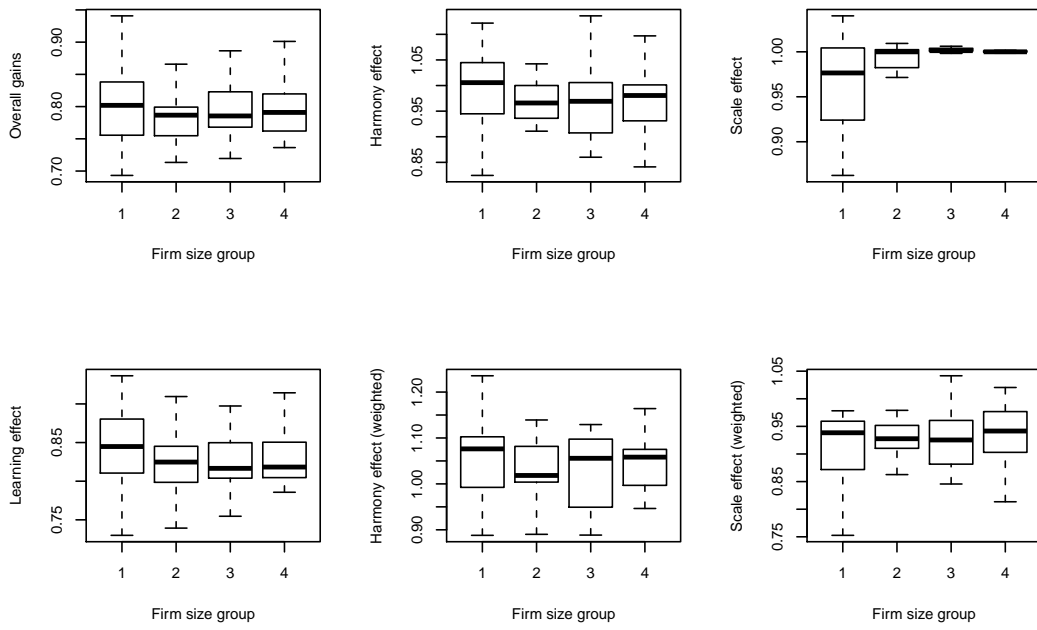 Overall gains
0.90
0.80
0.70
1 2 3 4
Firm size group
Harmony effect
1.05
0.95
0.85
1 2 3 4
Firm size group
Scale effect
1.00
0.95
0.90
1 2 3 4
Firm size group
Learning effect
0.85
0.75
1 2 3 4
Firm size group
Harmony effect (weighted)
1.20
1.10
1.00
0.90
1 2 3 4
Firm size group
Scale effect (weighted)
1.05
0.95
0.85
0.75
1 2 3 4
Firm size group